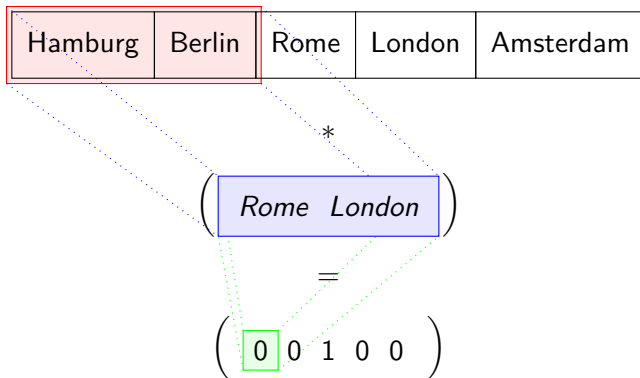 Hamburg Berlin Rome London Amsterdam
*
( Rome London )
=
( 0 0 1 0 0 )